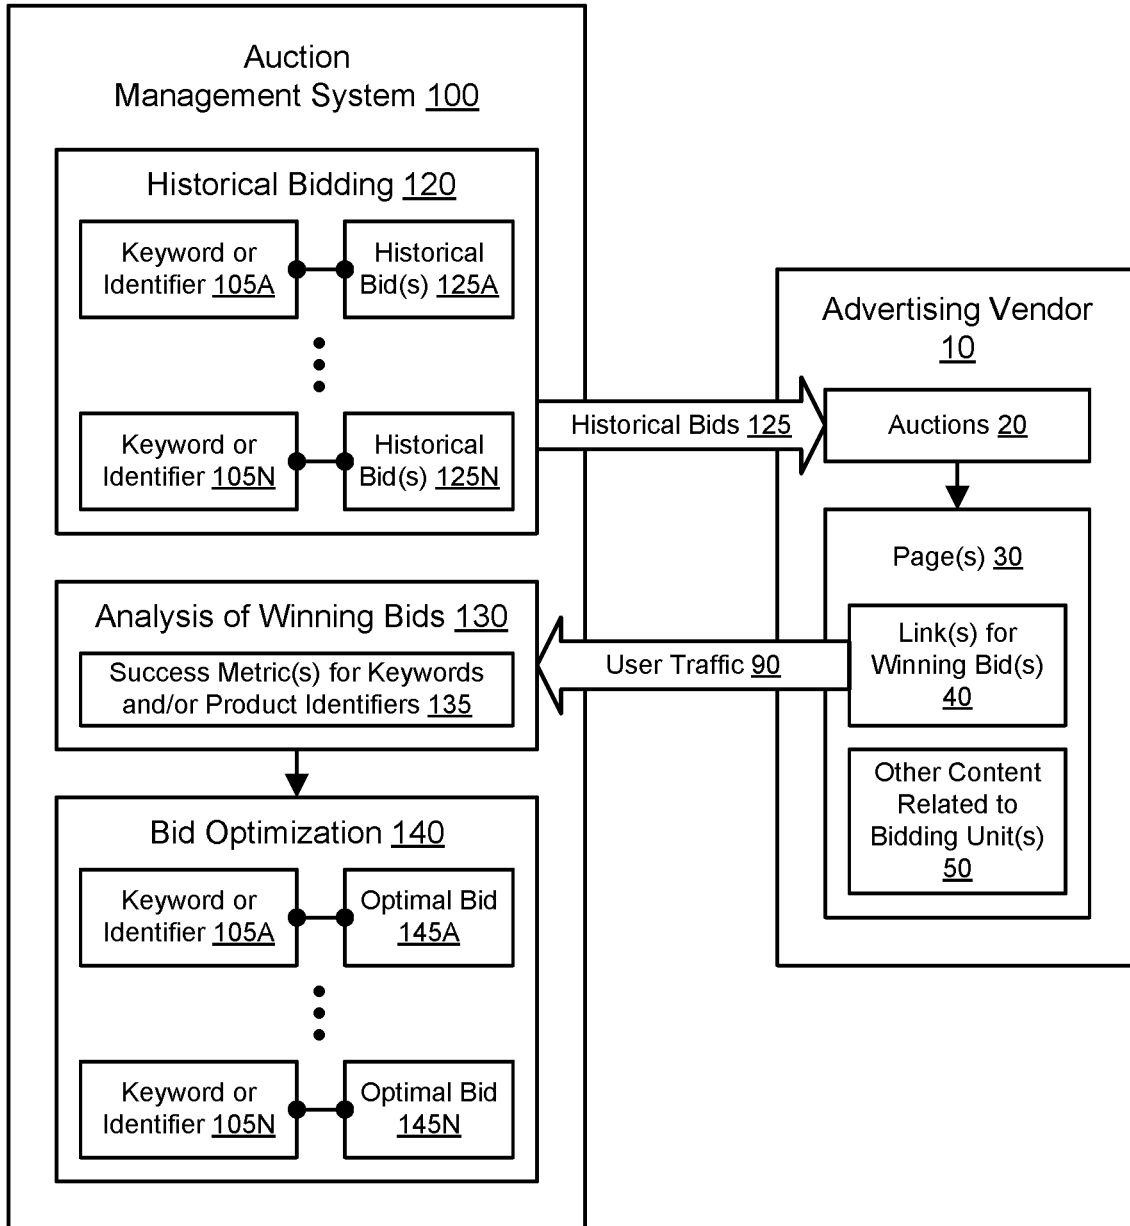 Auction
Management System 100
Historical Bidding 120
Keyword or
Identifier 105A
Historical
Bid(s) 125A
Keyword or
Identifier 105N
Historical
Bid(s) 125N
Historical Bids 125
Advertising Vendor
10
Auctions 20
Page(s) 30
Link(s) for
Winning Bid(s)
40
Other Content
Related to
Bidding Unit(s)
50
User Traffic 90
Analysis of Winning Bids 130
Success Metric(s) for Keywords
and/or Product Identifiers 135
Bid Optimization 140
Keyword or
Identifier 105A
Optimal Bid
145A
Keyword or
Identifier 105N
Optimal Bid
145N